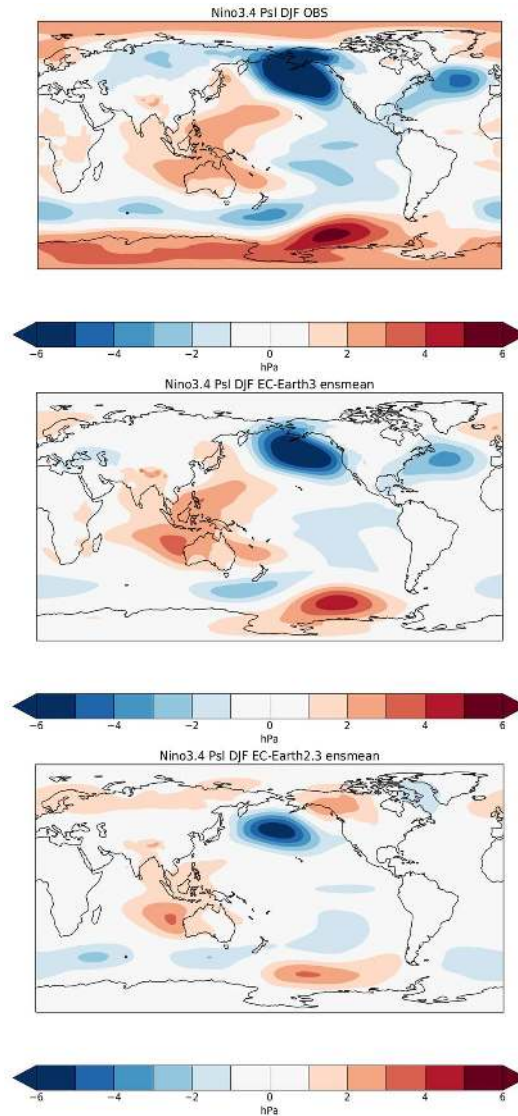 Nino3.4 Psl DJF OBS
−6 −4 −2 0 2 4 6
hPa
Nino3.4 Psl DJF EC-Earth3 ensmean
−6 −4 −2 0 2 4 6
hPa
Nino3.4 Psl DJF EC-Earth2.3 ensmean
−6 −4 −2 0 2 4 6
hPa